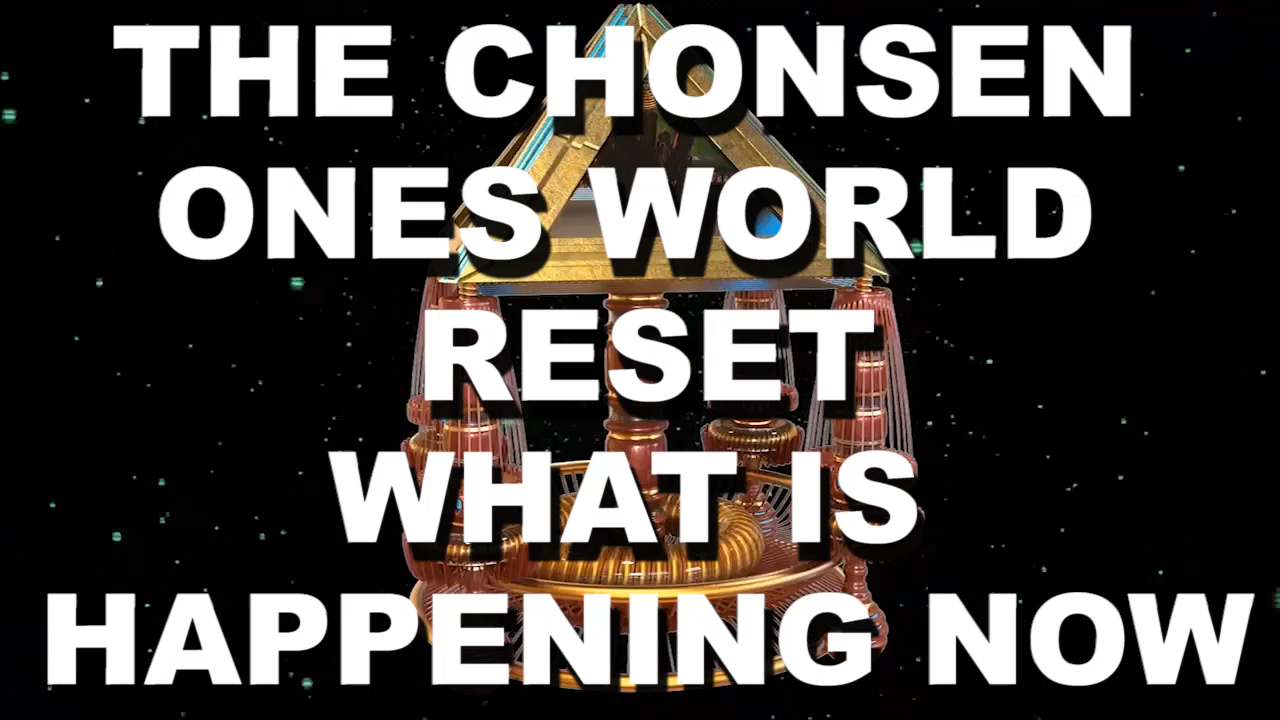 THE CHONSEN
ONES WORLD
RESET
WHAT IS
HAPPENING NOW